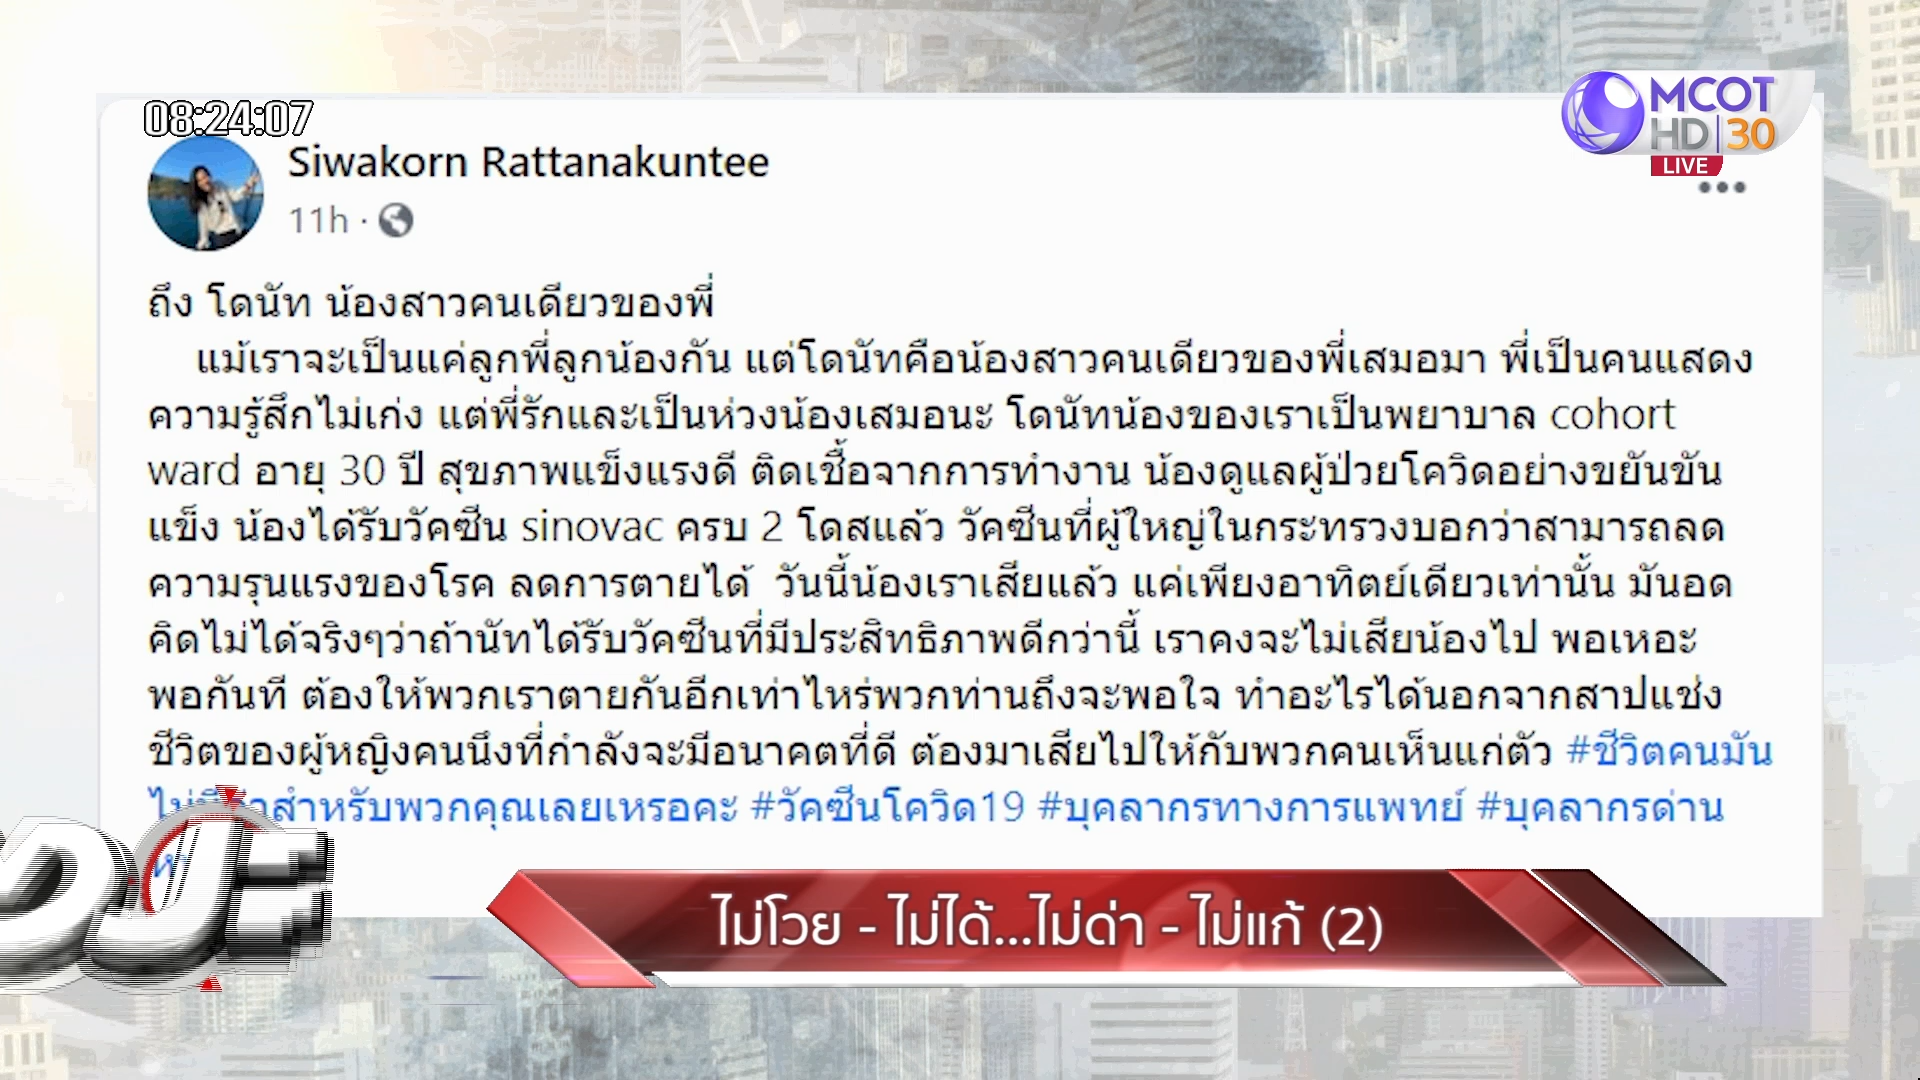 08:24:07
MCOT
HD 30
LIVE
Siwakorn Rattanakuntee
11h ·
ถึง โดนัท น้องสาวคนเดียวของพี่
แม้เราจะเป็นแค่ลูกพี่ลูกน้องกัน แต่โดนัทคือน้องสาวคนเดียวของพี่เสมอมา พี่เป็นคนแสดง
ความรู้สึกไม่เก่ง แต่พี่รักและเป็นห่วงน้องเสมอนะ โดนัทน้องของเราเป็นพยาบาล cohort
ward อายุ 30 ปี สุขภาพแข็งแรงดี ติดเชื้อจากการทำงาน น้องดูแลผู้ป่วยโควิดอย่างขยันขัน
แข็ง น้องได้รับวัคซีน sinovac ครบ 2 โดสแล้ว วัคซีนที่ผู้ใหญ่ในกระทรวงบอกว่าสามารถลด
ความรุนแรงของโรค ลดการตายได้ วันนี้น้องเราเสียแล้ว แค่เพียงอาทิตย์เดียวเท่านั้น มันอด
คิดไม่ได้จริงๆว่าถ้านัทได้รับวัคซีนที่มีประสิทธิภาพดีกว่านี้ เราคงจะไม่เสียน้องไป พอเหอะ
พอกันที ต้องให้พวกเราตายกันอีกเท่าไหร่พวกท่านถึงจะพอใจ ทำอะไรได้นอกจากสาปแช่ง
ชีวิตของผู้หญิงคนนึงที่กำลังจะมีอนาคตที่ดี ต้องมาเสียไปให้กับพวกคนเห็นแก่ตัว #ชีวิตคนมัน
สำหรับพวกคุณเลยเหรอคะ #วัคซีนโควิด19 #บุคลากรทางการแพทย์ #บุคลากรด่าน
ไม่โวย - ไม่ได้...ไม่ด่า - ไม่แก้ (2)